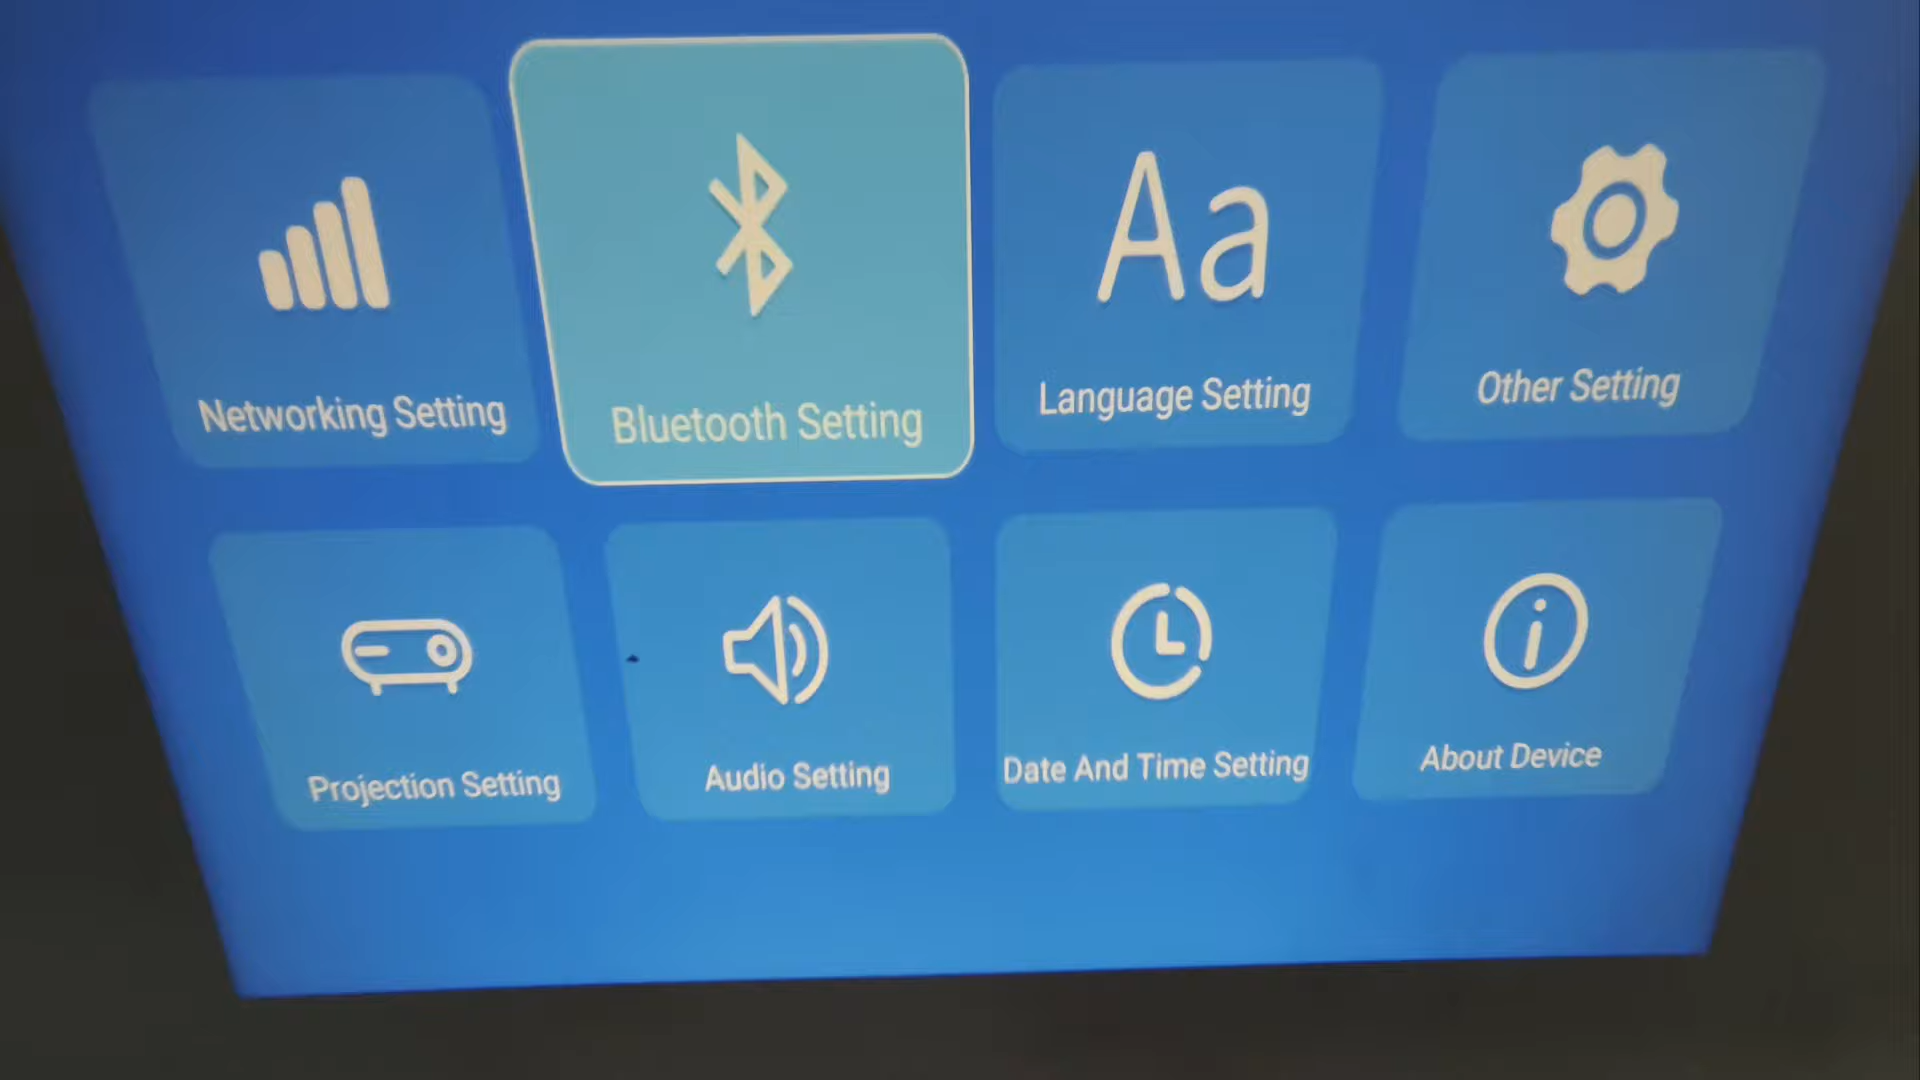 Networking Setting
Bluetooth Setting
Aa
Language Setting
Other Setting
Projection Setting
Audio Setting
Date And Time Setting
About Device